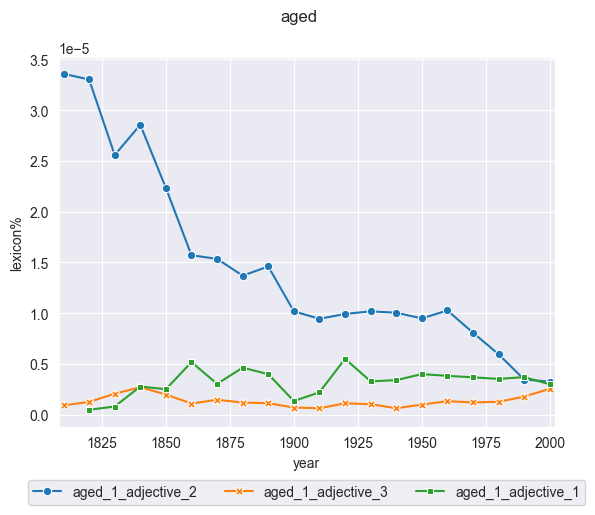 aged
1e−5
3.5
3.0
2.5
2.0
1.5
1.0
0.5
0.0
lexicon%
1825 1850 1875 1900 1925 1950 1975 2000
year
aged_1_adjective_2 aged_1_adjective_3 aged_1_adjective_1